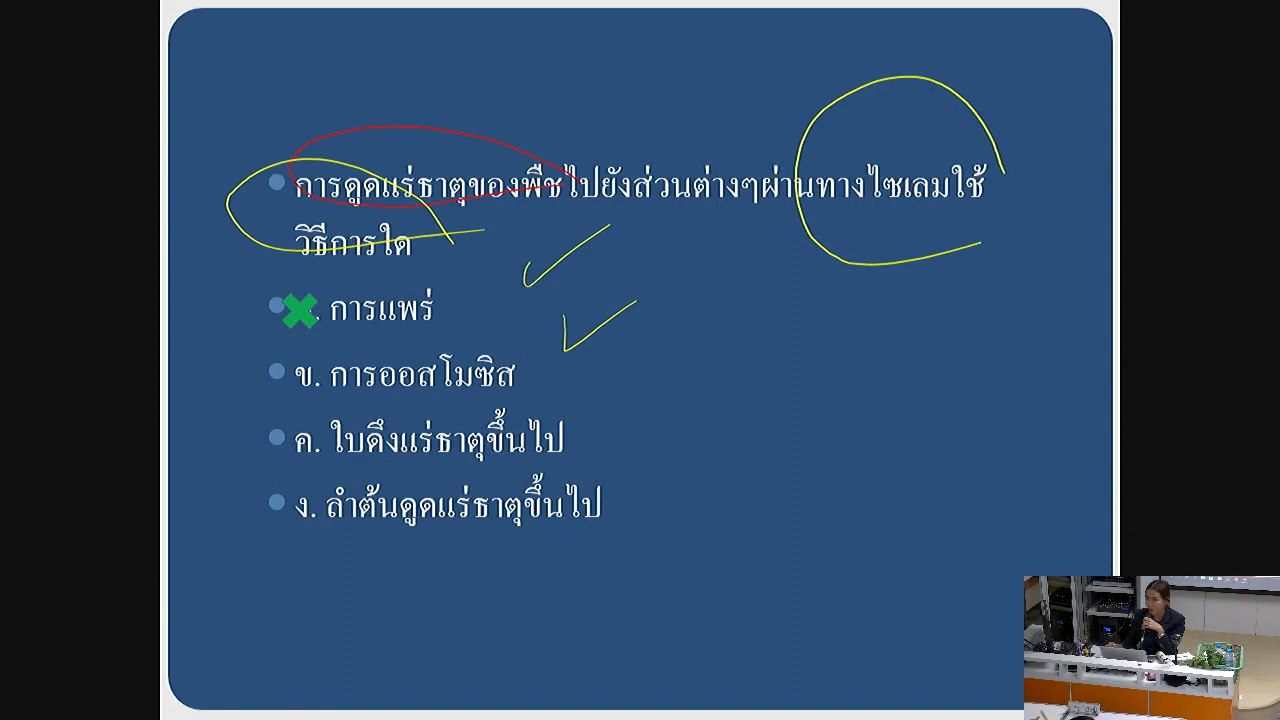 การดูดแร่ธาตุของพืชไปยังส่วนต่างๆผ่านทางไซเลมใช้
วิธีการใด
. การแพร่
ข. การออสโมซิส
ค. ใบดึงแร่ธาตุขึ้นไป
ง. ลำต้นดูดแร่ธาตุขึ้นไป